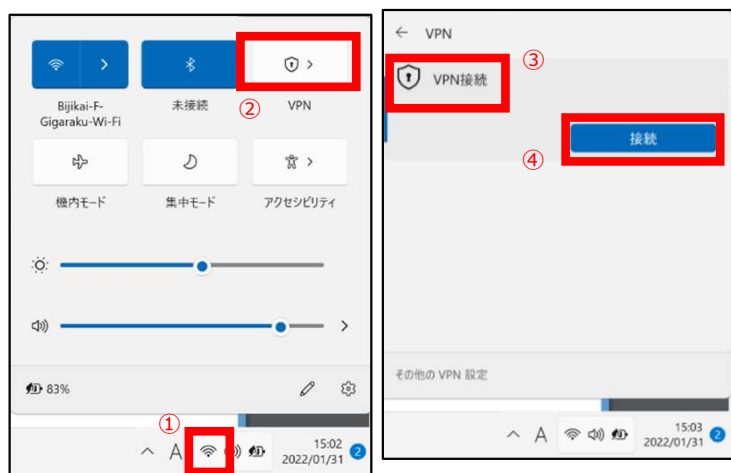 Bijikai-F-
Gigaraku-Wi-Fi
未接続
②
VPN
機内モード
集中モード
アクセシビリティ
83%
①
A
15:02
2022/01/31
2
← VPN
③
VPN接続
④
接続
その他の VPN 設定
A
15:03
2022/01/31
2